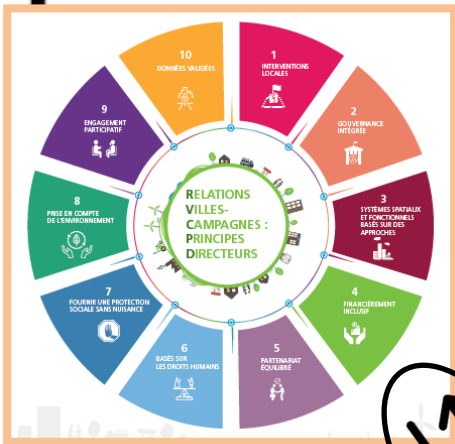 10
DONNÉES VALIDÉES
1
INTERVENTIONS
LOCALES
2
GOUVERNANCE
INTÉGRÉE
3
SYSTÈMES SPATIAUX
ET FONCTIONNELS
BASÉS SUR DES
APPROCHES
4
FINANCIÈREMENT
INCLUSIF
5
PARTENARIAT
ÉQUILIBRÉ
6
BASÉS SUR
LES DROITS HUMAINS
7
FOURNIR UNE PROTECTION
SOCIALE SANS NUISANCE
8
PRISE EN COMPTE
DE L'ENVIRONNEMENT
9
ENGAGEMENT
PARTICIPATIF
RELATIONS
VILLES-
CAMPAGNES :
PRINCIPES
DIRECTEURS